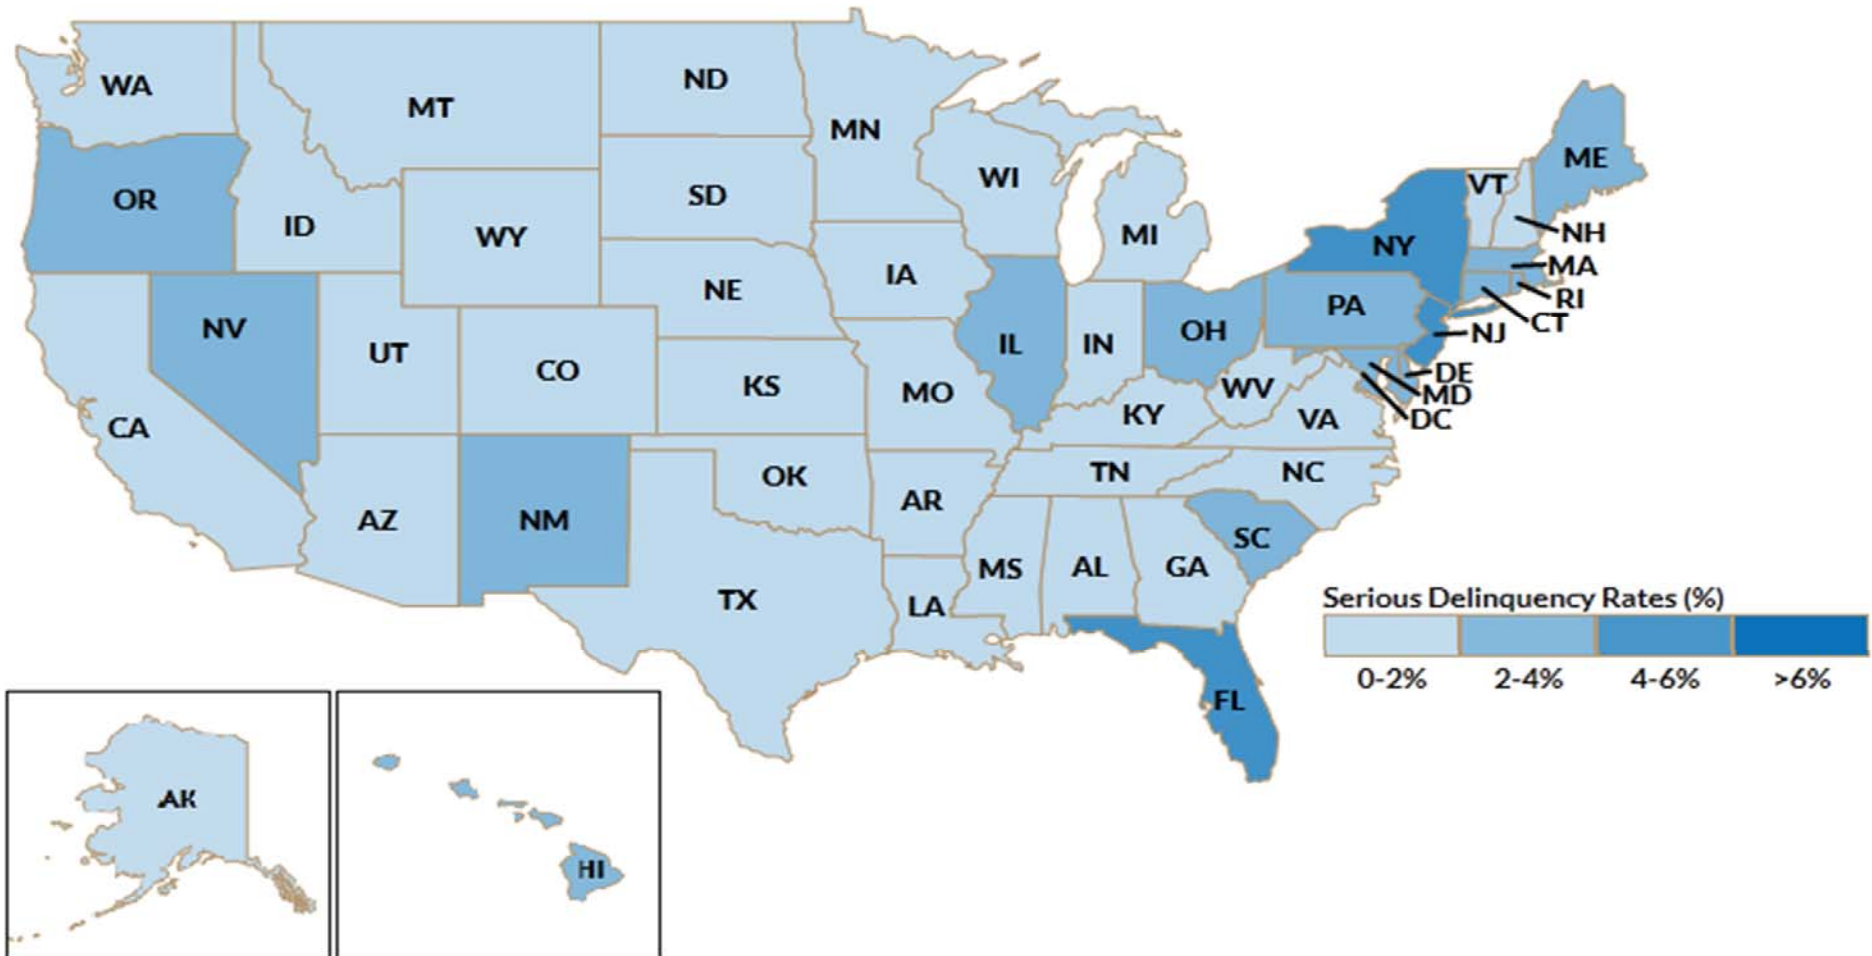 WA
MT
ND
MN
OR
ID
WY
SD
WI
MI
ME
VT
NY
NH
MA
RI
CT
NJ
PA
NV
UT
CO
NE
IA
IL
IN
OH
DE
MD
DC
CA
KS
MO
KY
WV
VA
AZ
NM
OK
AR
TN
NC
SC
TX
LA
MS
AL
GA
FL
Serious Delinquency Rates (%)
0-2% 2-4% 4-6% >6%
AK
HI